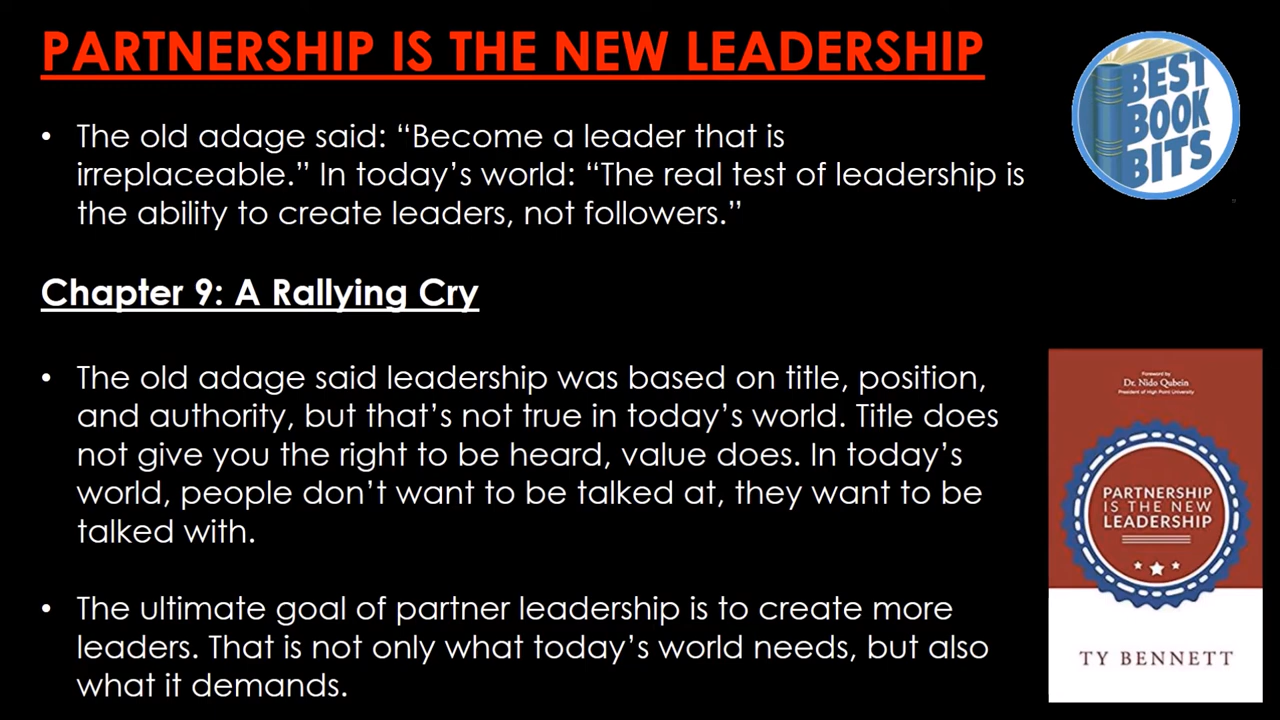 PARTNERSHIP IS THE NEW LEADERSHIP
• The old adage said: “Become a leader that is
irreplaceable.” In today’s world: “The real test of leadership is
the ability to create leaders, not followers.”
Chapter 9: A Rallying Cry
• The old adage said leadership was based on title, position,
and authority, but that’s not true in today’s world. Title does
not give you the right to be heard, value does. In today’s
world, people don’t want to be talked at, they want to be
talked with.
• The ultimate goal of partner leadership is to create more
leaders. That is not only what today’s world needs, but also
what it demands.
BEST
BOOK
BITS
Foreword by
Dr. Nido Qubein
President of High Point University
PARTNERSHIP
IS THE NEW
LEADERSHIP
TY BENNETT